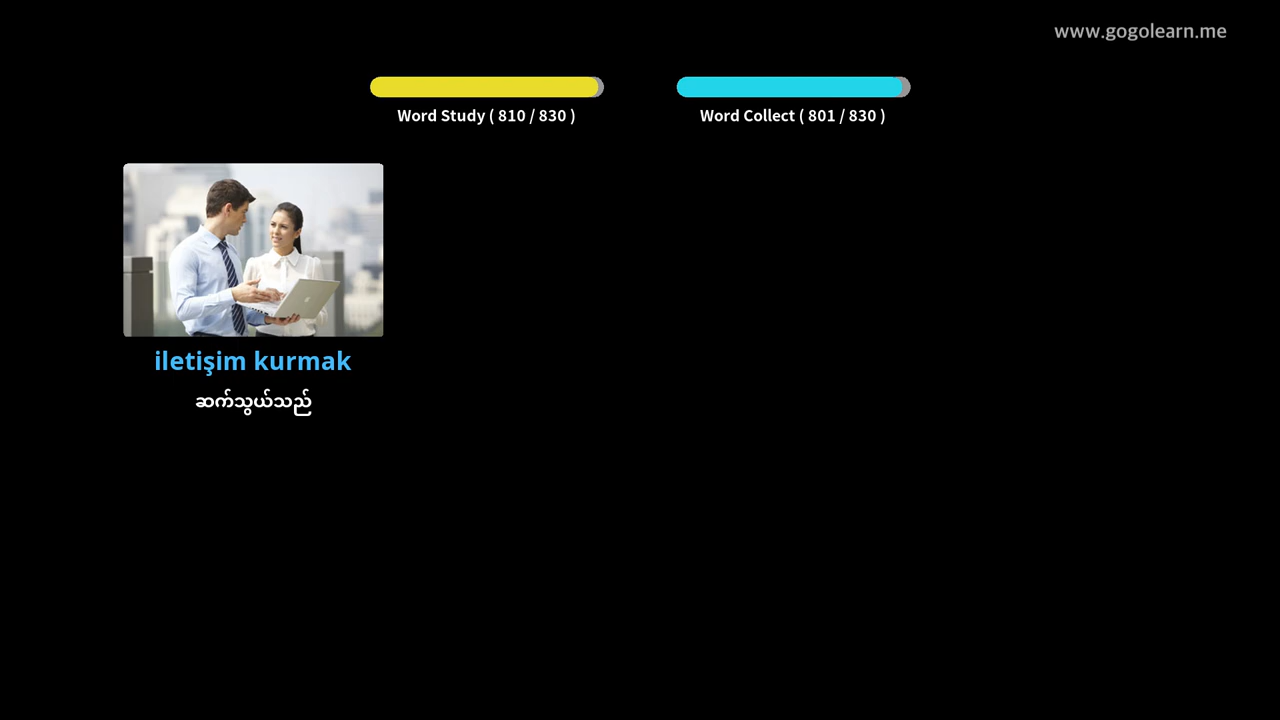 www.gogolearn.me
Word Study ( 810 / 830 )
Word Collect ( 801 / 830 )
iletişim kurmak
ဆက်သွယ်သည်